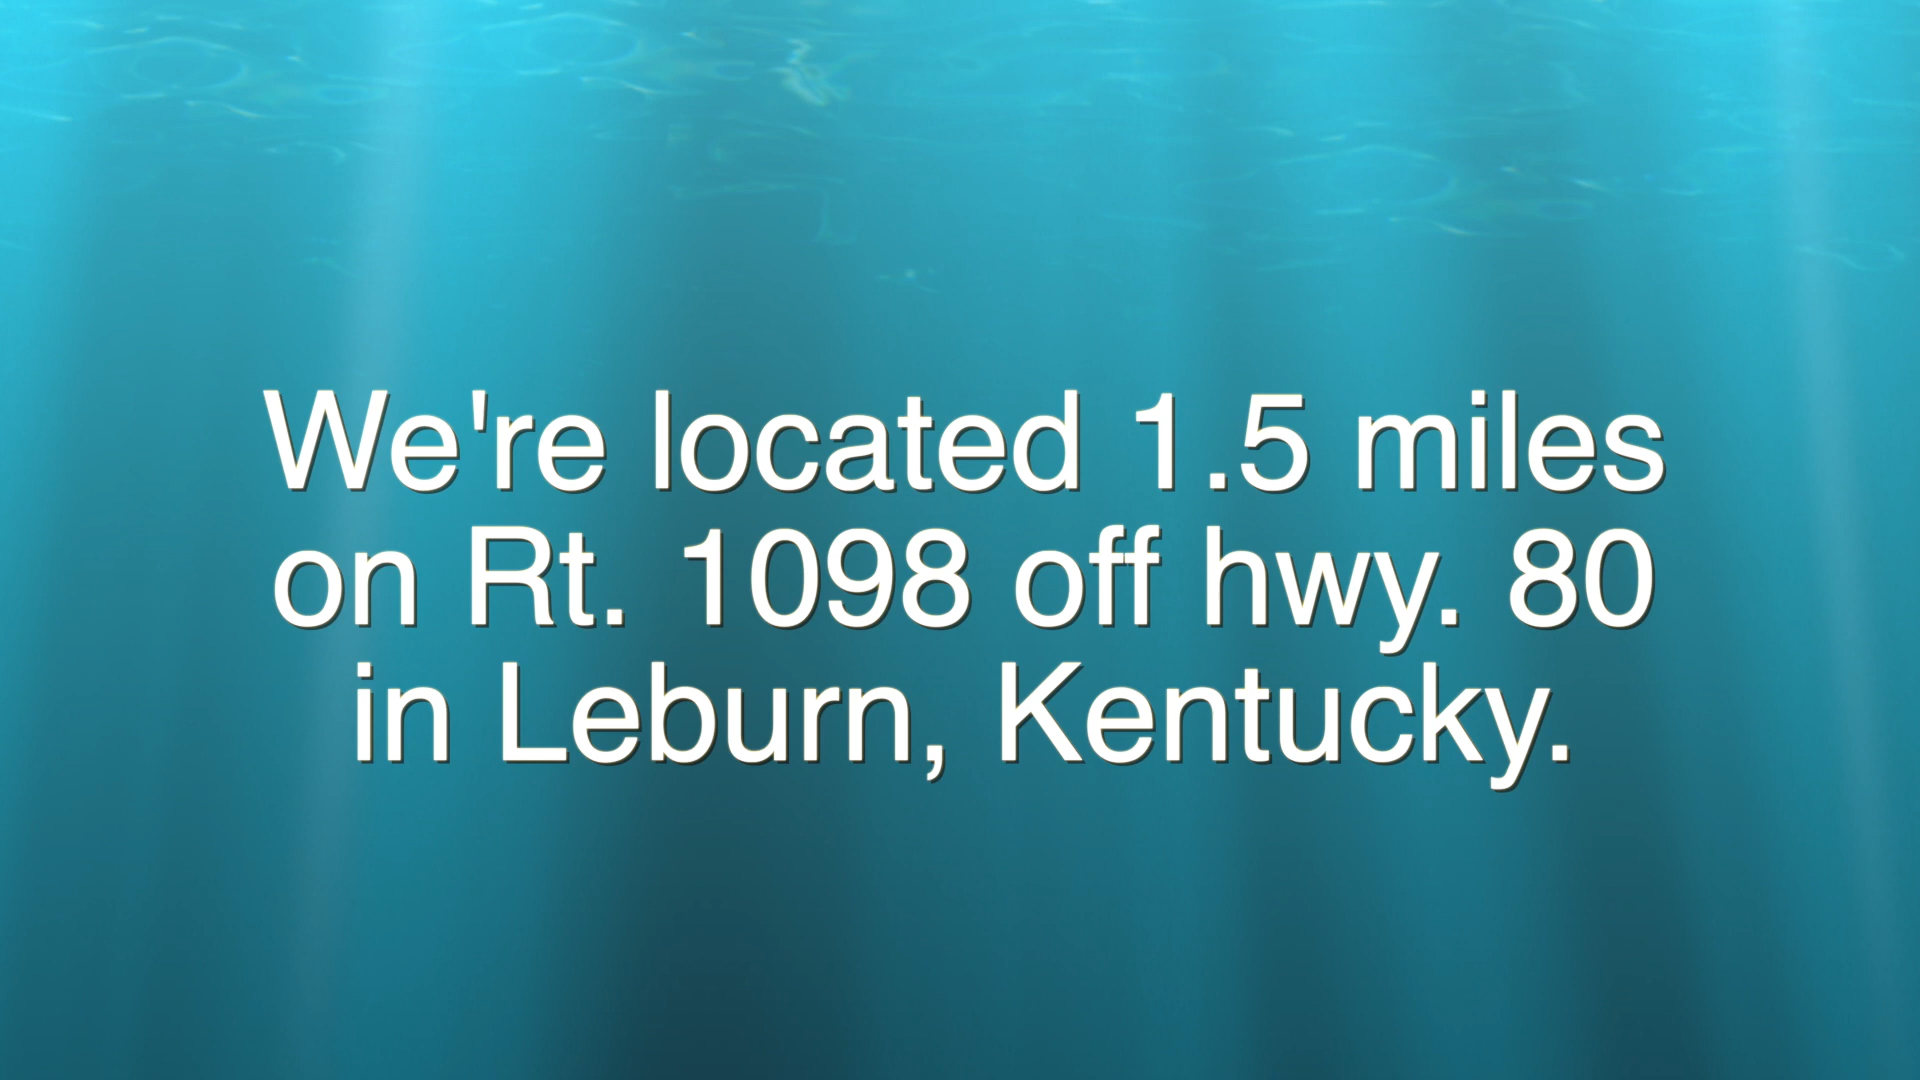 We're located 1.5 miles
on Rt. 1098 off hwy. 80
in Leburn, Kentucky.